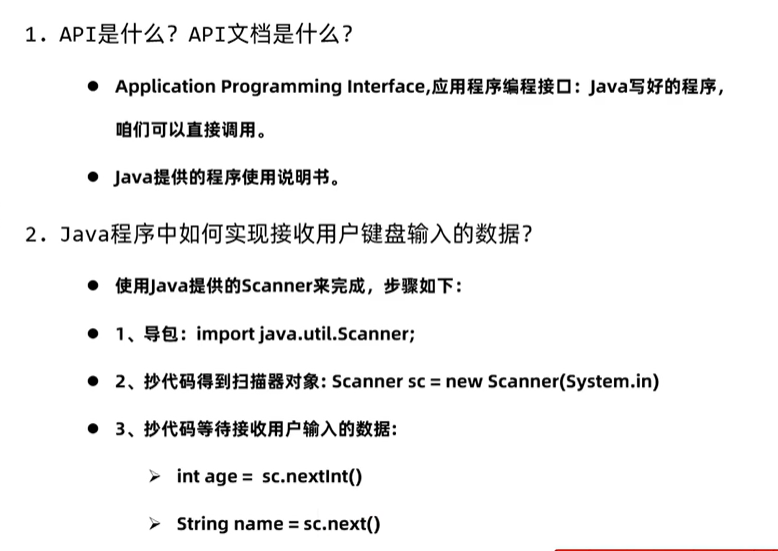 1. API是什么？API文档是什么？
● Application Programming Interface,应用程序编程接口：Java写好的程序，
咱们可以直接调用。
● Java提供的程序使用说明书。
2. Java程序中如何实现接收用户键盘输入的数据？
● 使用Java提供的Scanner来完成，步骤如下：
● 1、导包：import java.util.Scanner;
● 2、抄代码得到扫描器对象: Scanner sc = new Scanner(System.in)
● 3、抄代码等待接收用户输入的数据：
➢ int age = sc.nextInt()
➢ String name = sc.next()